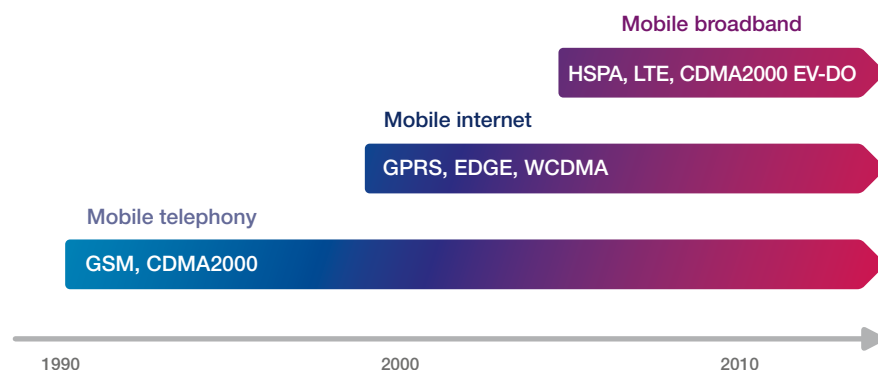 Mobile broadband
HSPA, LTE, CDMA2000 EV-DO
Mobile internet
GPRS, EDGE, WCDMA
Mobile telephony
GSM, CDMA2000
1990 2000 2010